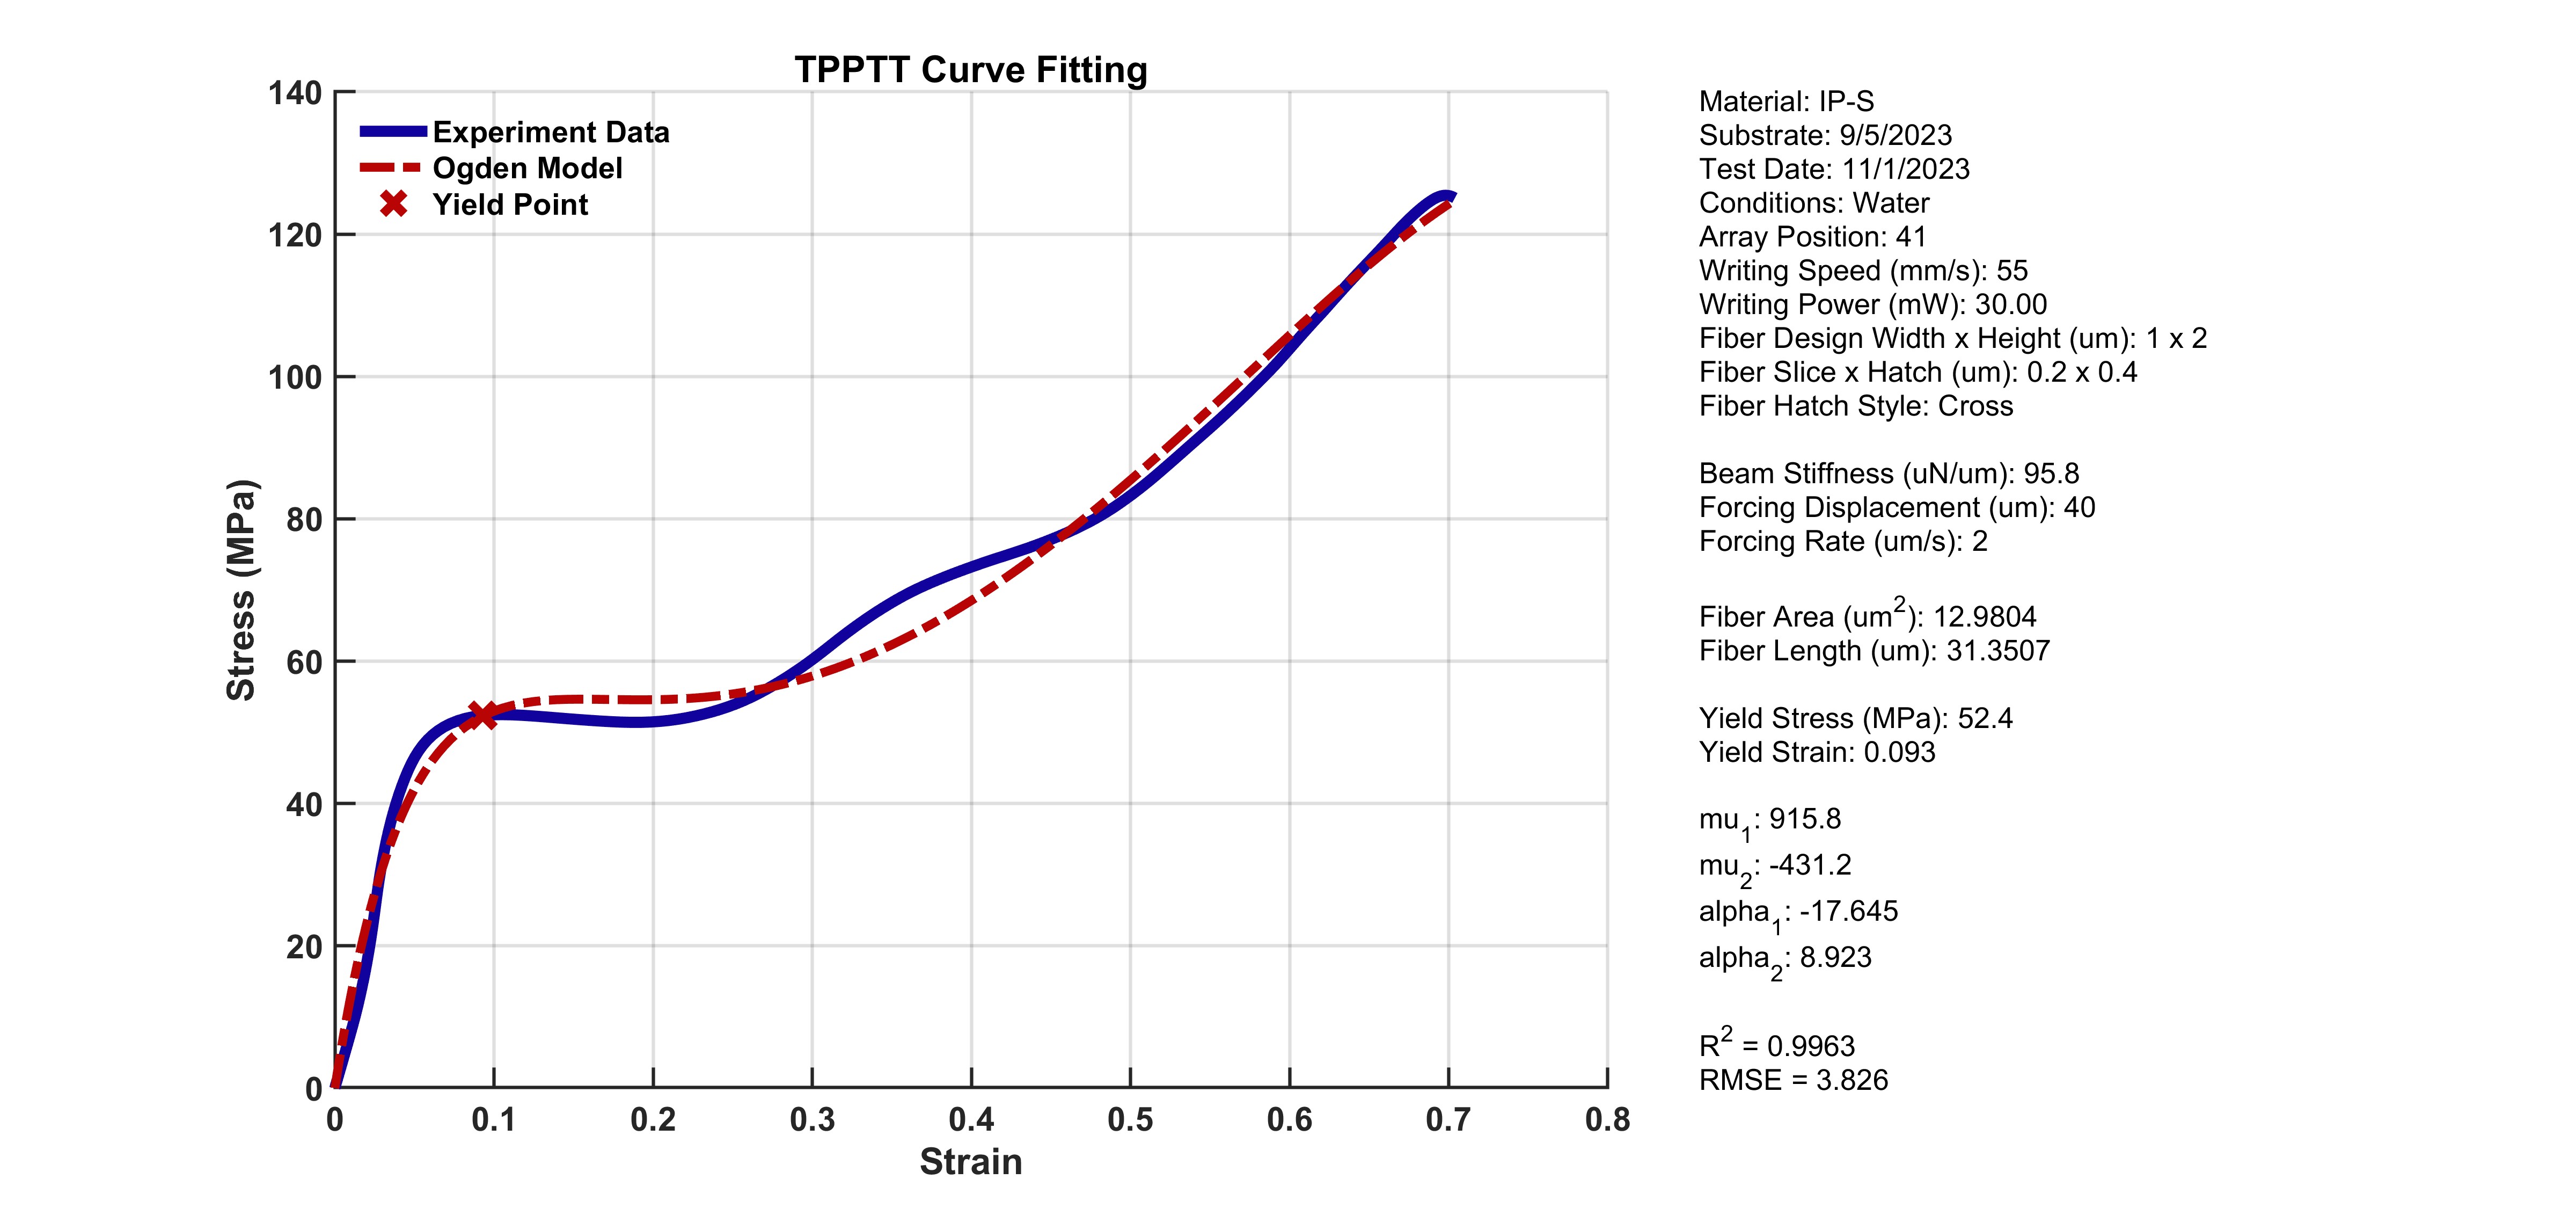 TPPTT Curve Fitting
Experiment Data
Ogden Model
Yield Point
Stress (MPa)
140
120
100
80
60
40
20
0
0 0.1 0.2 0.3 0.4 0.5 0.6 0.7 0.8
Strain
Material: IP-S
Substrate: 9/5/2023
Test Date: 11/1/2023
Conditions: Water
Array Position: 41
Writing Speed (mm/s): 55
Writing Power (mW): 30.00
Fiber Design Width x Height (um): 1 x 2
Fiber Slice x Hatch (um): 0.2 x 0.4
Fiber Hatch Style: Cross
Beam Stiffness (uN/um): 95.8
Forcing Displacement (um): 40
Forcing Rate (um/s): 2
Fiber Area (um²): 12.9804
Fiber Length (um): 31.3507
Yield Stress (MPa): 52.4
Yield Strain: 0.093
mu₁: 915.8
mu₂: -431.2
alpha₁: -17.645
alpha₂: 8.923
R² = 0.9963
RMSE = 3.826